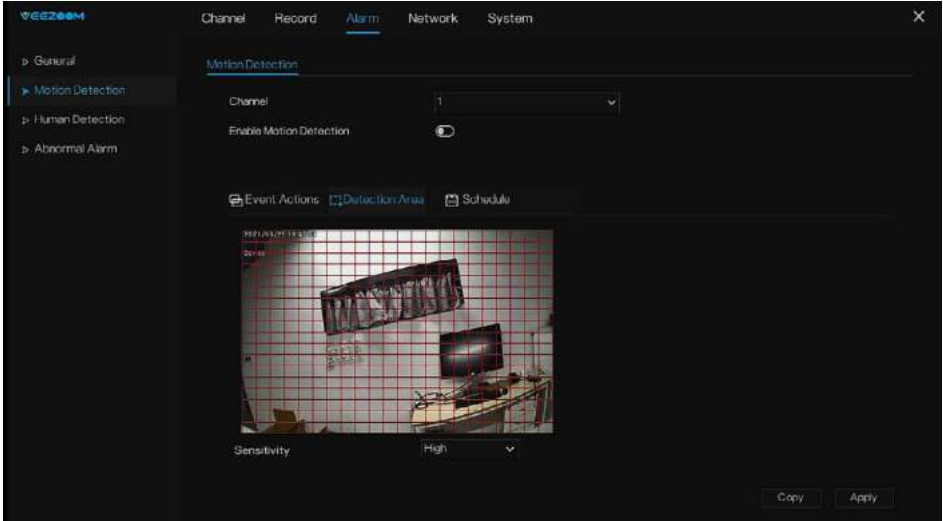 VEEZOOM
Channel Record Alarm Network System
General
Motion Detection
Human Detection
Abnormal Alarm
Motion Detection
Channel 1
Enable Motion Detection
Event Actions Detection Area Schedule
Sensitivity High
Copy Apply